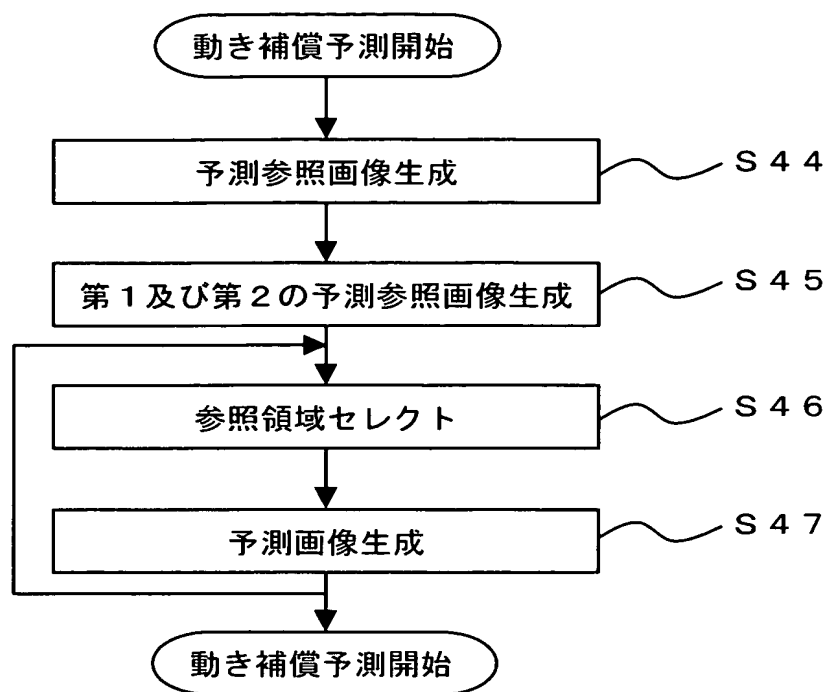 動き補償予測開始
予測参照画像生成
S44
第1及び第2の予測参照画像生成
S45
参照領域セレクト
S46
予測画像生成
S47
動き補償予測開始